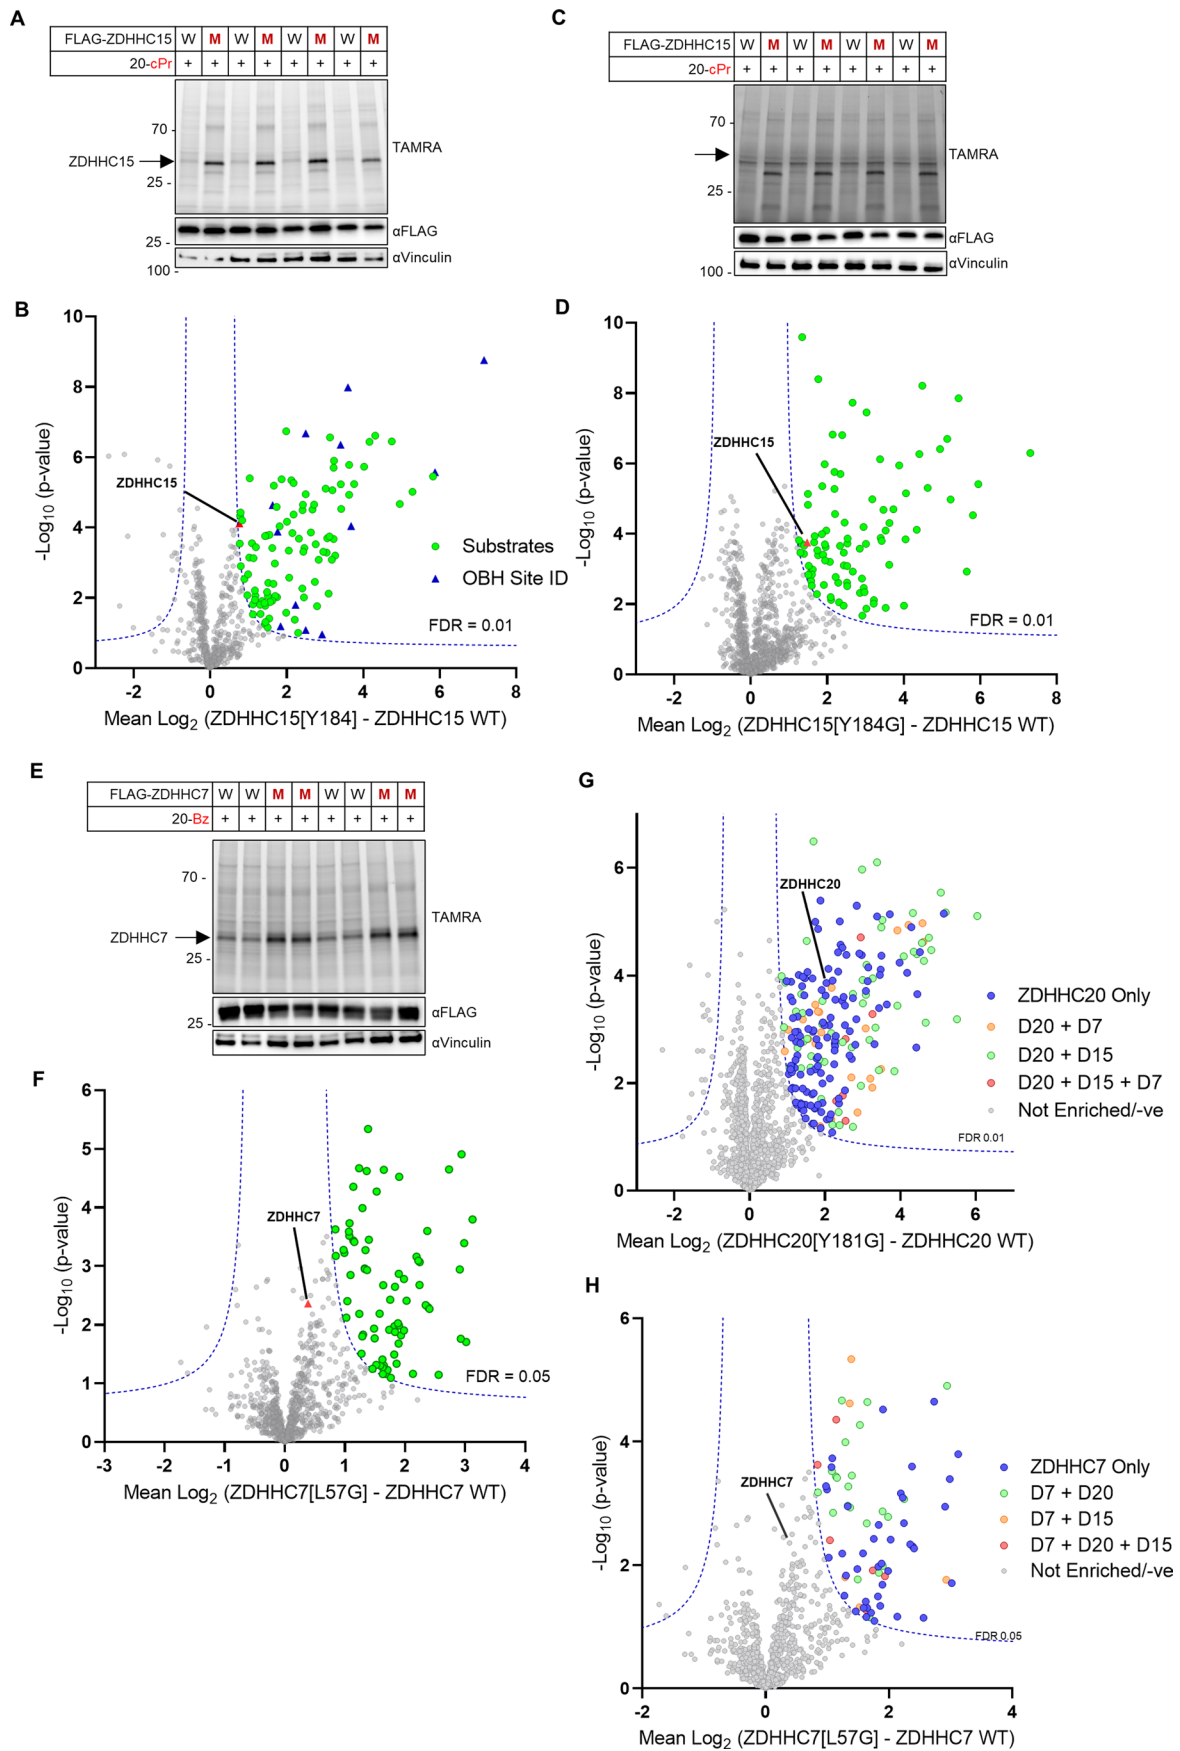 A
FLAG-ZDHHC15 W M W M W M W M
20-cPr + + + + + + + +
70 -
ZDHHC15
25 -
TAMRA
αFLAG
25 -
αVinculin
100 -
B
10
8
6
4
2
0
-Log10 (p-value)
ZDHHC15
Substrates
OBH Site ID
FDR = 0.01
-2 0 2 4 6 8
Mean Log2 (ZDHHC15[Y184] - ZDHHC15 WT)
C
FLAG-ZDHHC15 W M W M W M W M
20-cPr + + + + + + + +
70 -
25 -
TAMRA
αFLAG
αVinculin
100 -
D
10
8
6
4
2
0
-Log10 (p-value)
ZDHHC15
FDR = 0.01
-2 0 2 4 6 8
Mean Log2 (ZDHHC15[Y184G] - ZDHHC15 WT)
E
FLAG-ZDHHC7 W W M M W W M M
20-Bz + + + + + + + +
70 -
ZDHHC7
25 -
TAMRA
αFLAG
25 -
αVinculin
F
6
5
4
3
2
1
0
-Log10 (p-value)
ZDHHC7
FDR = 0.05
-3 -2 -1 0 1 2 3 4
Mean Log2 (ZDHHC7[L57G] - ZDHHC7 WT)
G
6
4
2
0
-Log10 (p-value)
ZDHHC20
ZDHHC20 Only
D20 + D7
D20 + D15
D20 + D15 + D7
Not Enriched/-ve
FDR 0.01
-2 0 2 4 6
Mean Log2 (ZDHHC20[Y181G] - ZDHHC20 WT)
H
6
4
2
0
-Log10 (p-value)
ZDHHC7
ZDHHC7 Only
D7 + D20
D7 + D15
D7 + D20 + D15
Not Enriched/-ve
FDR 0.05
-2 0 2 4
Mean Log2 (ZDHHC7[L57G] - ZDHHC7 WT)